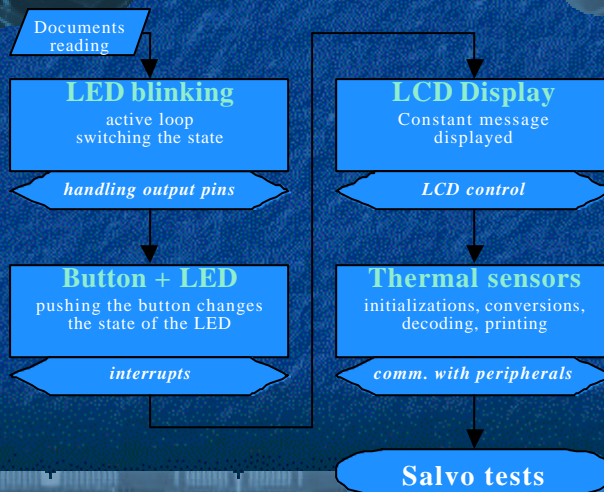 Documents
reading
LED blinking
active loop
switching the state
handling output pins
Button + LED
pushing the button changes
the state of the LED
interrupts
LCD Display
Constant message
displayed
LCD control
Thermal sensors
initializations, conversions,
decoding, printing
comm. with peripherals
Salvo tests